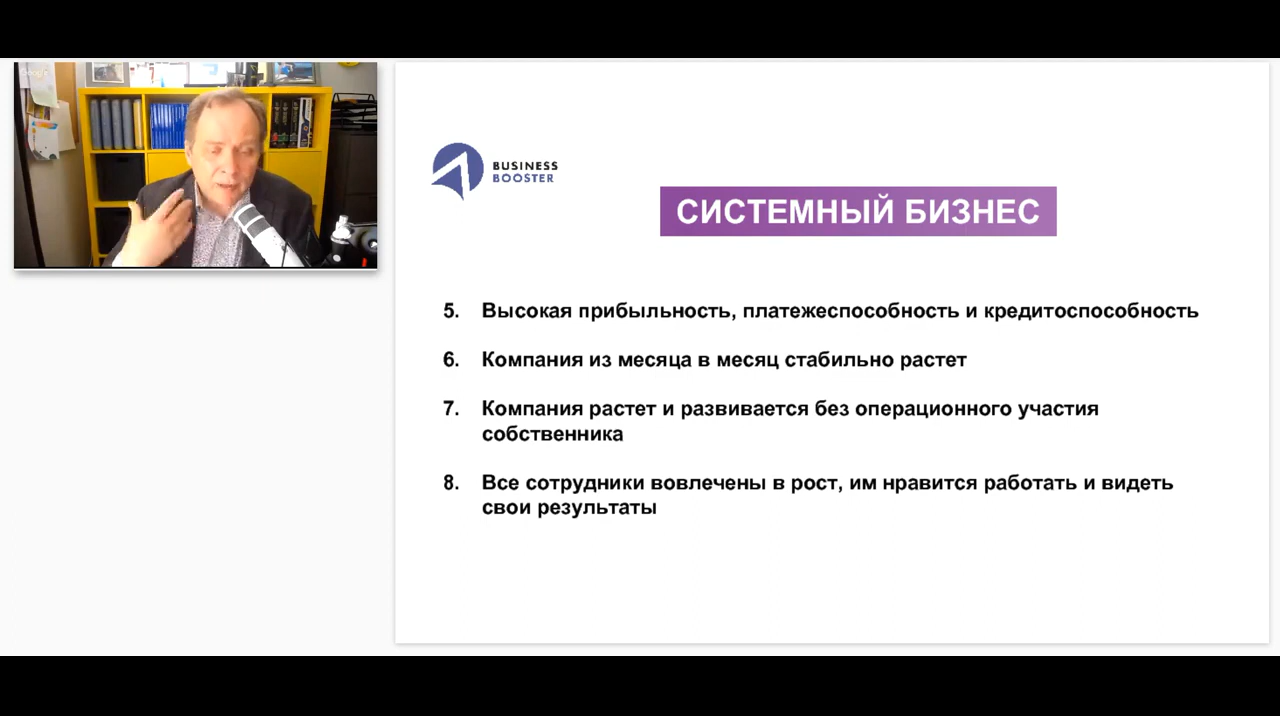 Google
BUSINESS
BOOSTER
СИСТЕМНЫЙ БИЗНЕС
5. Высокая прибыльность, платежеспособность и кредитоспособность
6. Компания из месяца в месяц стабильно растет
7. Компания растет и развивается без операционного участия
собственника
8. Все сотрудники вовлечены в рост, им нравится работать и видеть
свои результаты